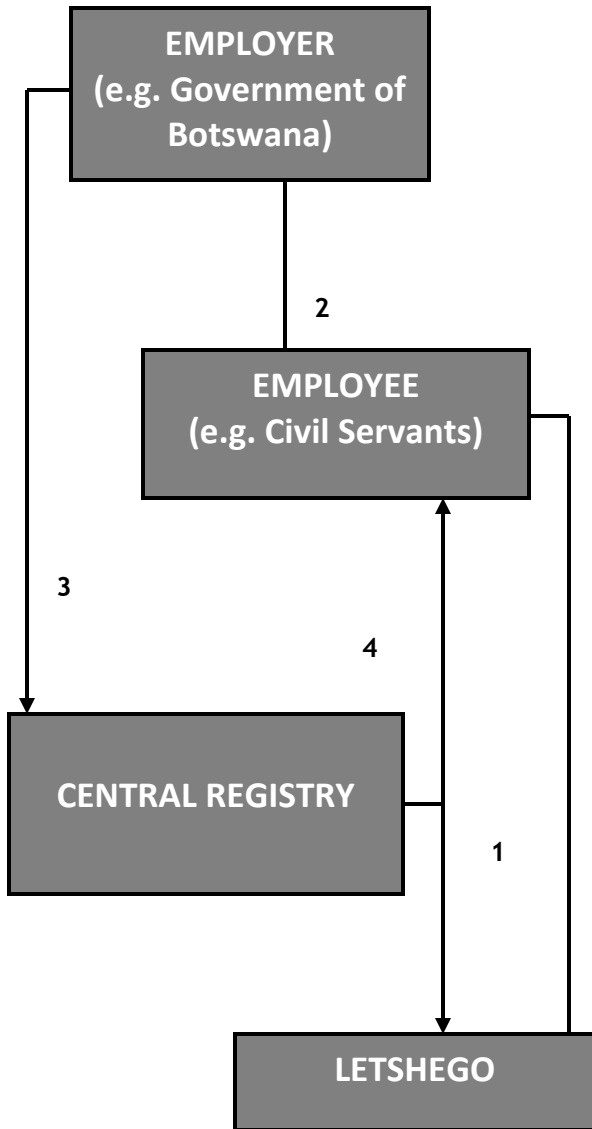 EMPLOYER
(e.g. Government of
Botswana)
2
EMPLOYEE
(e.g. Civil Servants)
3
4
CENTRAL REGISTRY
1
LETSHEGO